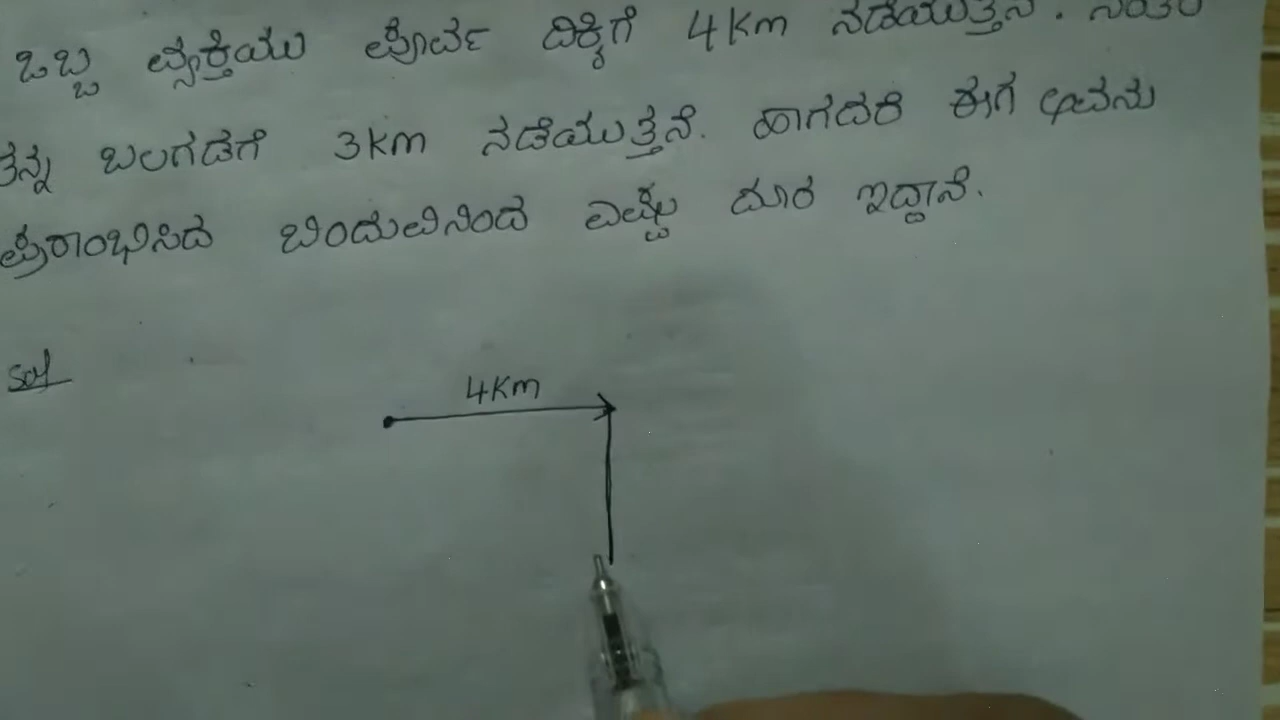 ಒಬ್ಬ ವ್ಯಕ್ತಿಯು ಪೂರ್ವ ದಿಕ್ಕಿಗೆ 4km ನಡೆಯುತ್ತಾನೆ. ನಂತರ
ತನ್ನ ಬಲಗಡೆಗೆ 3km ನಡೆಯುತ್ತಾನೆ. ಹಾಗಾದರೆ ಈಗ ಅವನು
ಪ್ರಾರಂಭಿಸಿದ ಬಿಂದುವಿನಿಂದ ಎಷ್ಟು ದೂರ ಇದ್ದಾನೆ.
Sol
4Km